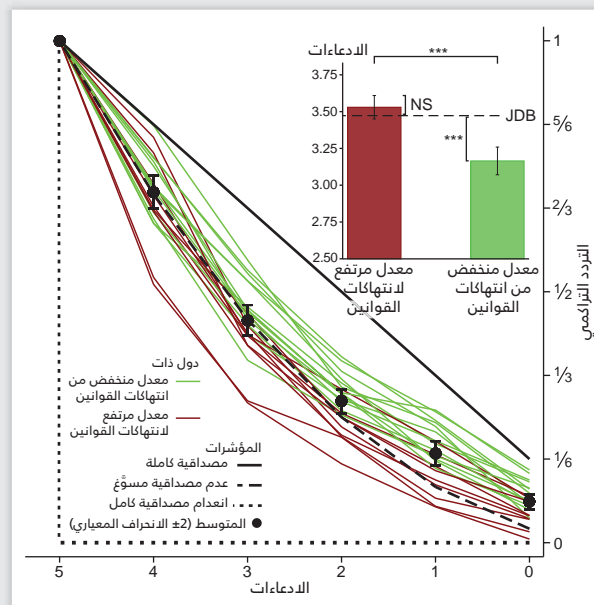 الادعاءات
***
3.75
3.50
3.25
3.00
2.75
2.50
NS
JDB
***
معدل مرتفع
لانتهاكات
القوانين
معدل منخفض
من انتهاكات
القوانين
1
5/6
2/3
1/2
1/3
1/6
0
التردد التراكمي
دول ذات
معدل منخفض من
انتهاكات القوانين
معدل مرتفع
لانتهاكات القوانين
المؤشرات
مصداقية كاملة
عدم مصداقية مسوَّغ
انعدام مصداقية كامل
المتوسط (2± الانحراف المعياري)
5 4 3 2 1 0
الادعاءات